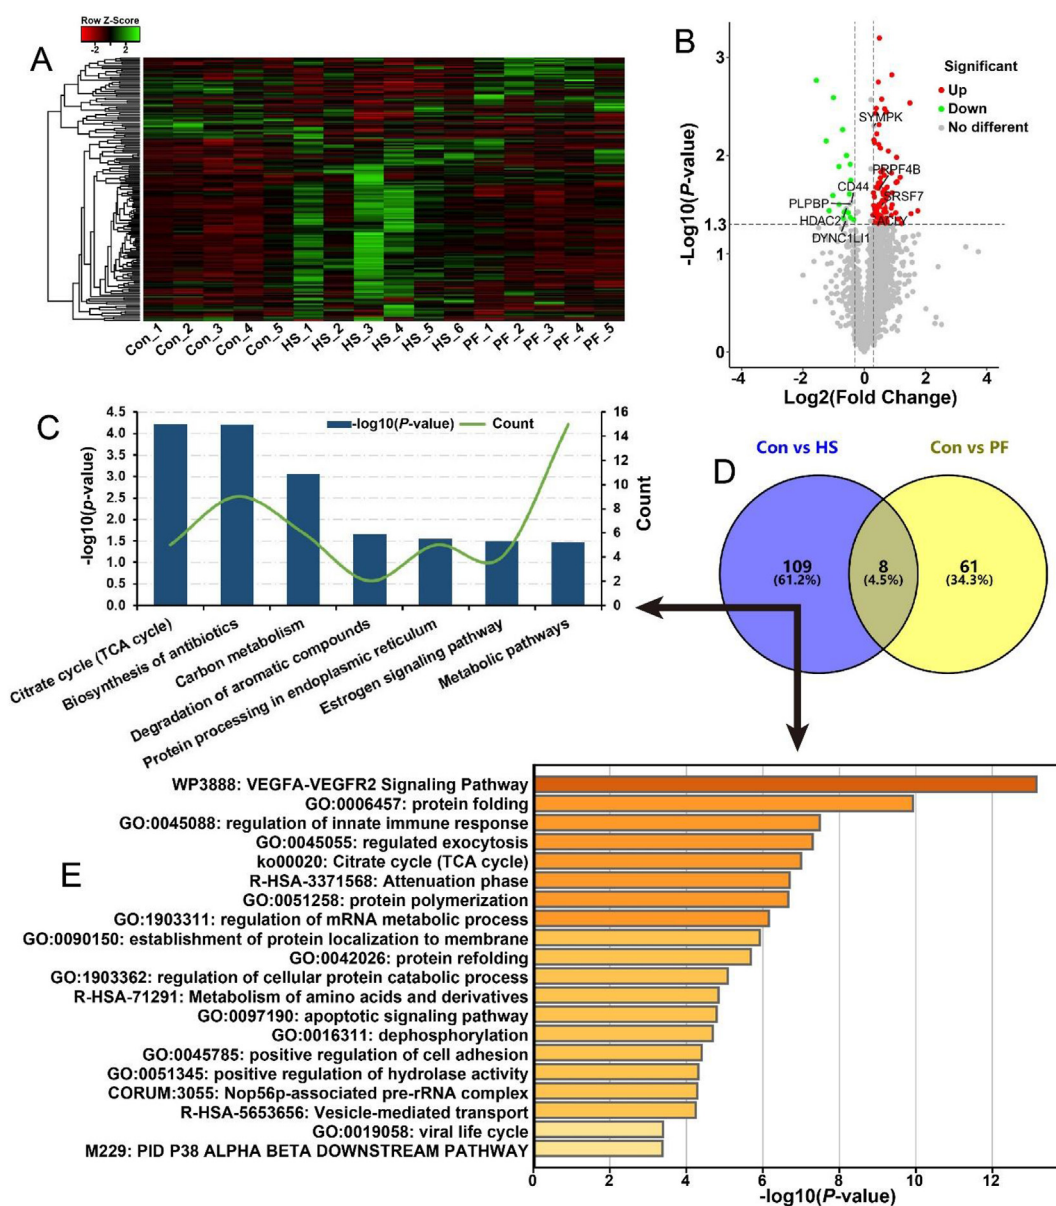 A
Row Z-Score
-2 2
Con_1
Con_2
Con_3
Con_4
Con_5
HS_1
HS_2
HS_3
HS_4
HS_5
HS_6
PF_1
PF_2
PF_3
PF_4
PF_5
B
-Log10(P-value)
3
2
1.3
1
0
-4 -2 0 2 4
Log2(Fold Change)
Significant
Up
Down
No different
SYMPK
PRPF4B
CD44
SRSF7
PLPBP
HDAC2
ACLY
DYNC1LI1
C
-log10(p-value)
4.5
4.0
3.5
3.0
2.5
2.0
1.5
1.0
0.5
0.0
-log10(P-value) Count
16
14
12
10
8
6
4
2
0
Count
Citrate cycle (TCA cycle)
Biosynthesis of antibiotics
Carbon metabolism
Degradation of aromatic compounds
Protein processing in endoplasmic reticulum
Estrogen signaling pathway
Metabolic pathways
D
Con vs HS
Con vs PF
109
(61.2%)
8
(4.5%)
61
(34.3%)
E
WP3888: VEGFA-VEGFR2 Signaling Pathway
GO:0006457: protein folding
GO:0045088: regulation of innate immune response
GO:0045055: regulated exocytosis
ko00020: Citrate cycle (TCA cycle)
R-HSA-3371568: Attenuation phase
GO:0051258: protein polymerization
GO:1903311: regulation of mRNA metabolic process
GO:0090150: establishment of protein localization to membrane
GO:0042026: protein refolding
GO:1903362: regulation of cellular protein catabolic process
R-HSA-71291: Metabolism of amino acids and derivatives
GO:0097190: apoptotic signaling pathway
GO:0016311: dephosphorylation
GO:0045785: positive regulation of cell adhesion
GO:0051345: positive regulation of hydrolase activity
CORUM:3055: Nop56p-associated pre-rRNA complex
R-HSA-5653656: Vesicle-mediated transport
GO:0019058: viral life cycle
M229: PID P38 ALPHA BETA DOWNSTREAM PATHWAY
0 2 4 6 8 10 12
-log10(P-value)